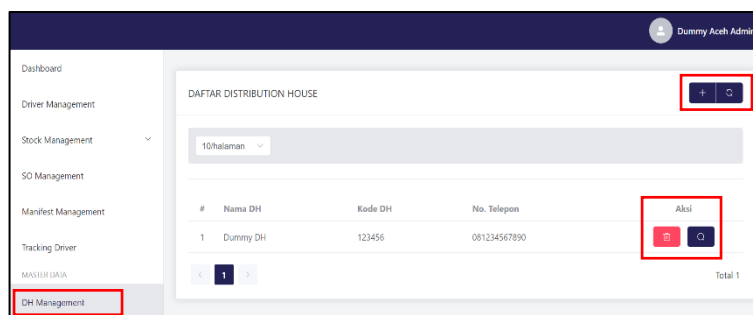 Dummy Aceh Admin
Dashboard
Driver Management
Stock Management
SO Management
Manifest Management
Tracking Driver
MASTER DATA
DH Management
DAFTAR DISTRIBUTION HOUSE
10/halaman
# Nama DH Kode DH No. Telepon Aksi
1 Dummy DH 123456 081234567890
1
Total 1